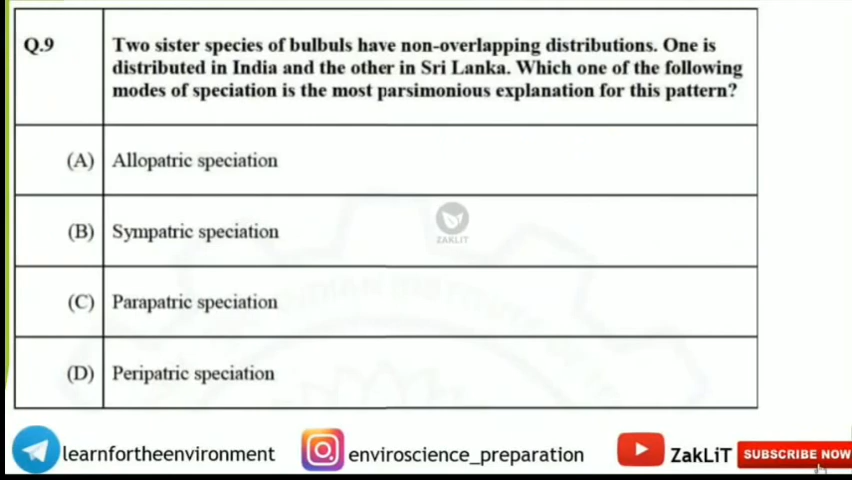 Q.9 Two sister species of bulbuls have non-overlapping distributions. One is
distributed in India and the other in Sri Lanka. Which one of the following
modes of speciation is the most parsimonious explanation for this pattern?
(A) Allopatric speciation
(B) Sympatric speciation
ZAKLIT
(C) Parapatric speciation
(D) Peripatric speciation
learnfortheenvironment enviroscience_preparation ZakLiT SUBSCRIBE NOW